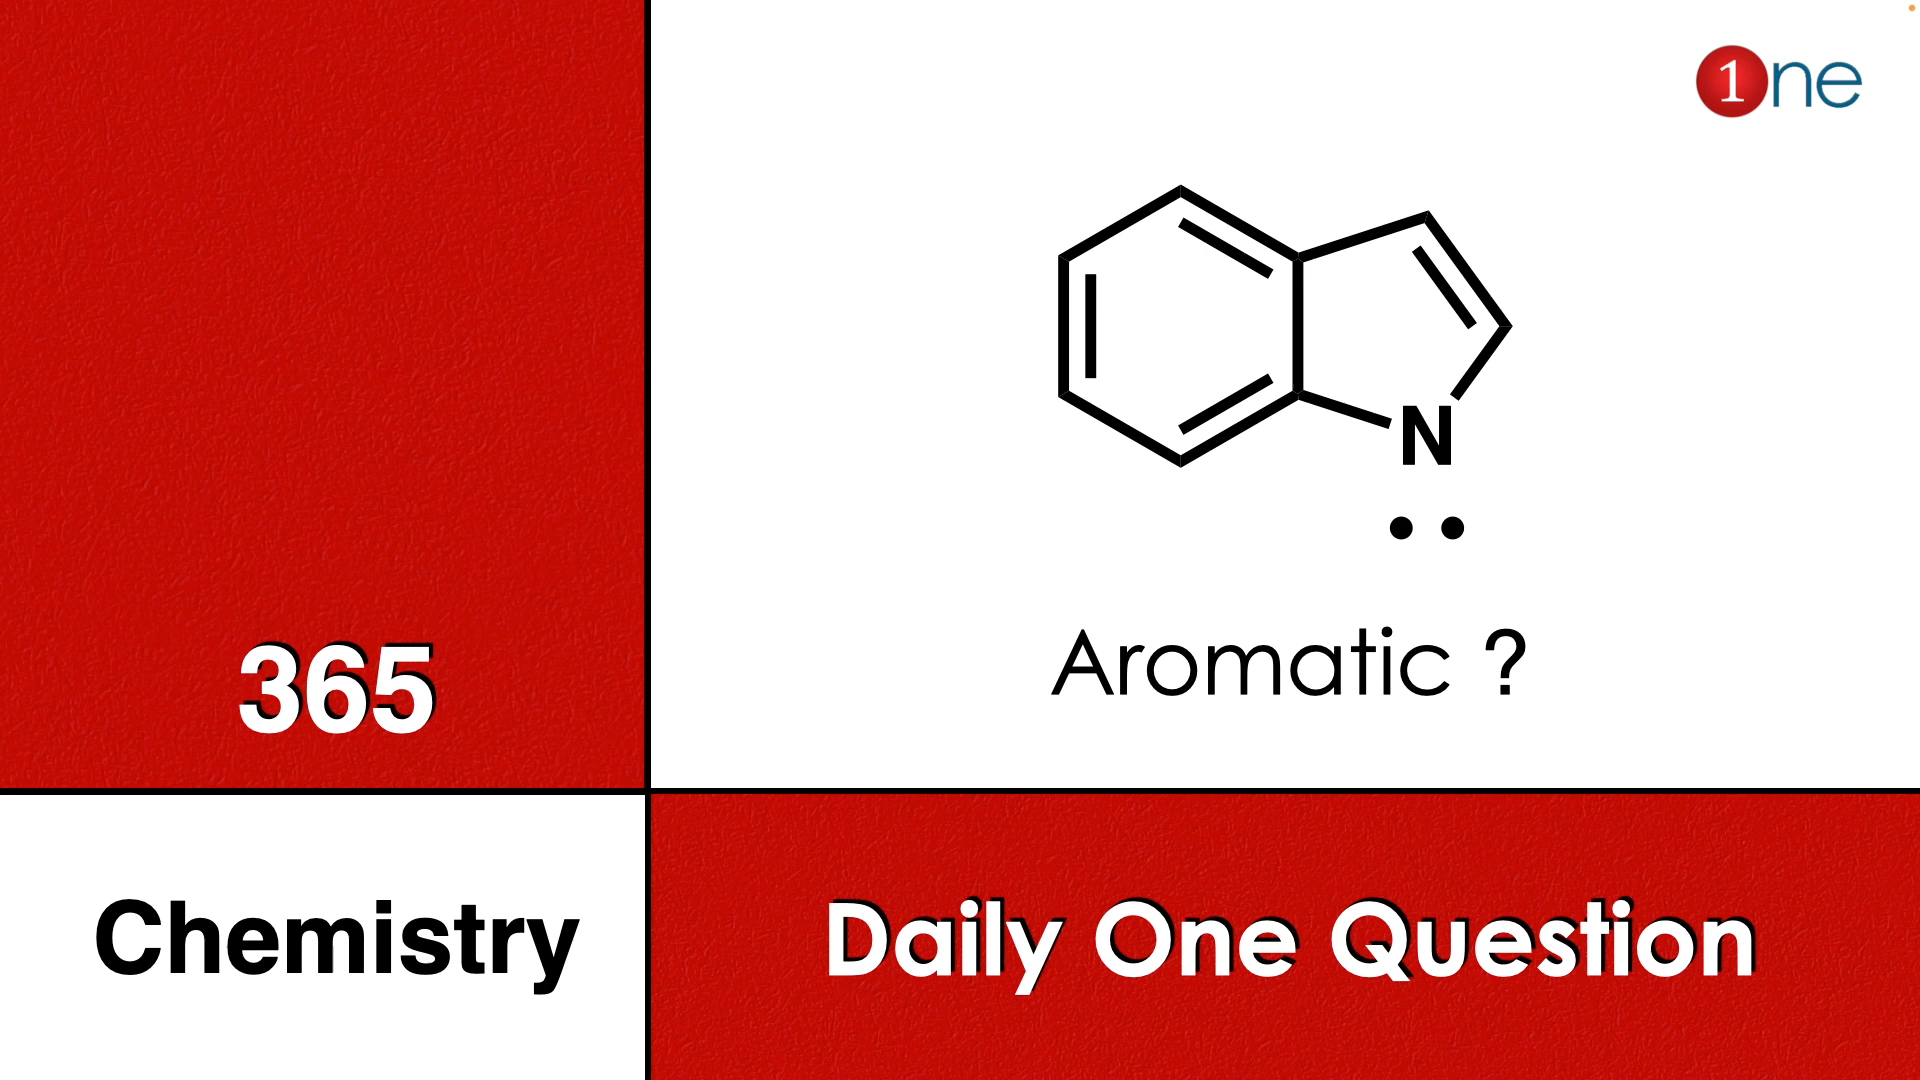 1ne
N
Aromatic ?
365
Chemistry
Daily One Question